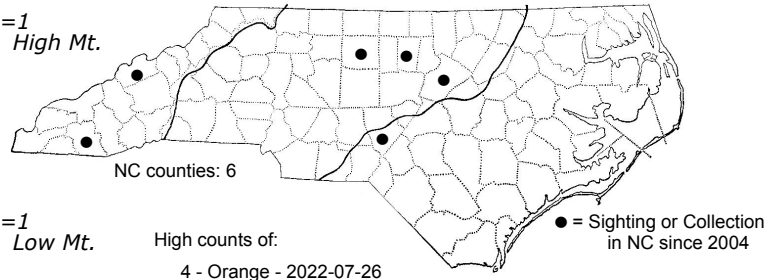 =1
High Mt.
NC counties: 6
=1
Low Mt.
High counts of:
4 - Orange - 2022-07-26
= Sighting or Collection
in NC since 2004